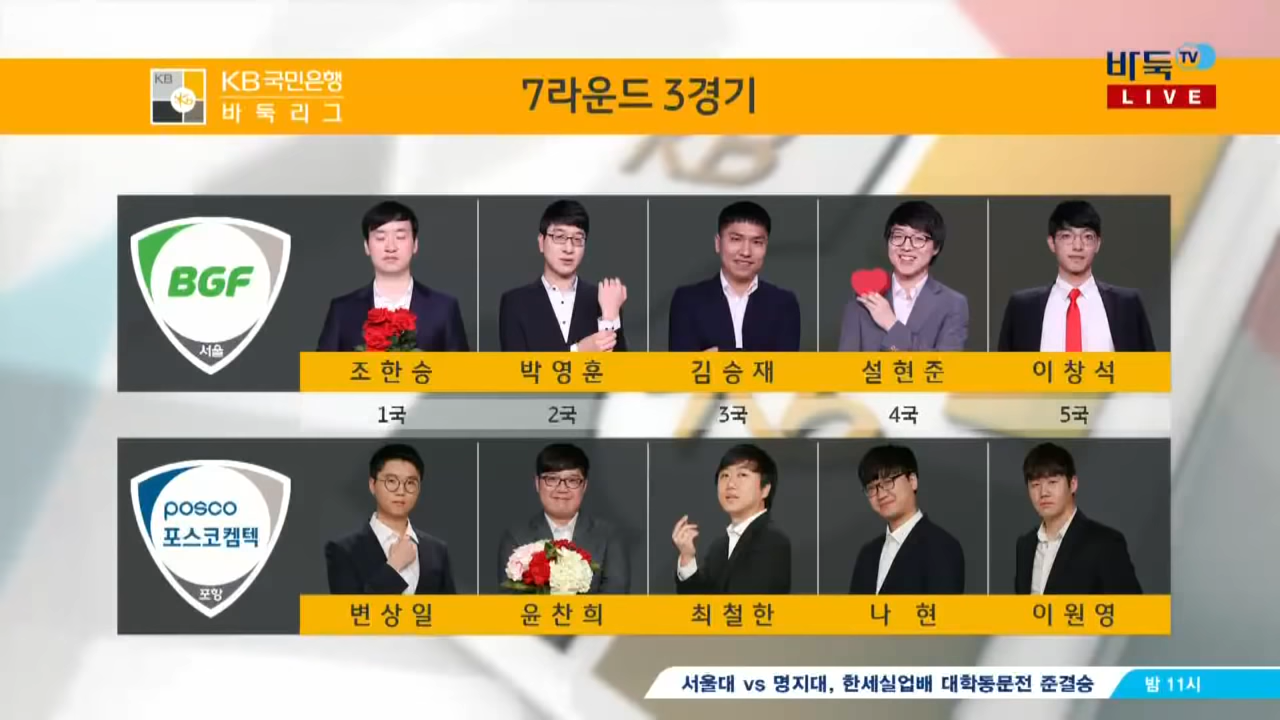 KB
KB국민은행
바둑리그
7라운드 3경기
바둑TV
LIVE
KB
BGF
서울
조한승
박영훈
김승재
설현준
이창석
1국
2국
3국
4국
5국
posco
포스코켐텍
포항
변상일
윤찬희
최철한
나 현
이원영
서울대 vs 명지대, 한세실업배 대학동문전 준결승
밤 11시